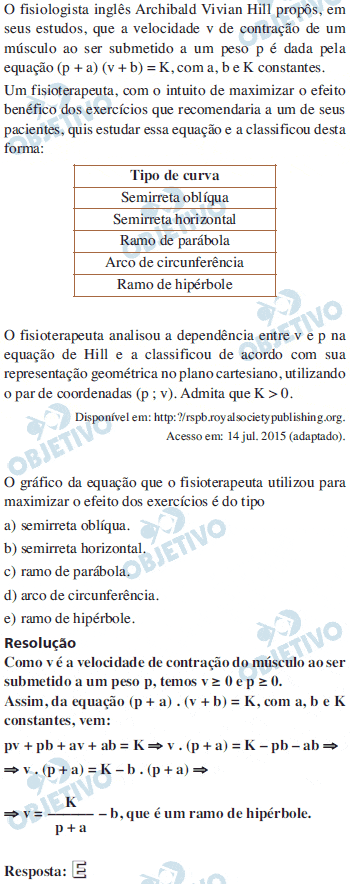 O fisiologista inglês Archibald Vivian Hill propôs, em
seus estudos, que a velocidade v de contração de um
músculo ao ser submetido a um peso p é dada pela
equação (p + a) (v + b) = K, com a, b e K constantes.
Um fisioterapeuta, com o intuito de maximizar o efeito
benéfico dos exercícios que recomendaria a um de seus
pacientes, quis estudar essa equação e a classificou desta
forma:
Tipo de curva
Semirreta oblíqua
Semirreta horizontal
Ramo de parábola
Arco de circunferência
Ramo de hipérbole
O fisioterapeuta analisou a dependência entre v e p na
equação de Hill e a classificou de acordo com sua
representação geométrica no plano cartesiano, utilizando
o par de coordenadas (p ; v). Admita que K > 0.
Disponível em: http:?/rspb.royalsocietypublishing.org.
Acesso em: 14 jul. 2015 (adaptado).
O gráfico da equação que o fisioterapeuta utilizou para
maximizar o efeito dos exercícios é do tipo
a) semirreta oblíqua.
b) semirreta horizontal.
c) ramo de parábola.
d) arco de circunferência.
e) ramo de hipérbole.
Resolução
Como v é a velocidade de contração do músculo ao ser
submetido a um peso p, temos v ≥ 0 e p ≥ 0.
Assim, da equação (p + a) . (v + b) = K, com a, b e K
constantes, vem:
pv + pb + av + ab = K ⇒ v . (p + a) = K – pb – ab ⇒
⇒ v . (p + a) = K – b . (p + a) ⇒
⇒ v = K / (p + a) – b, que é um ramo de hipérbole.
Resposta: E
OBJETIVO
OBJETIVO
OBJETIVO
OBJETIVO
OBJETIVO
OBJETIVO
OBJETIVO